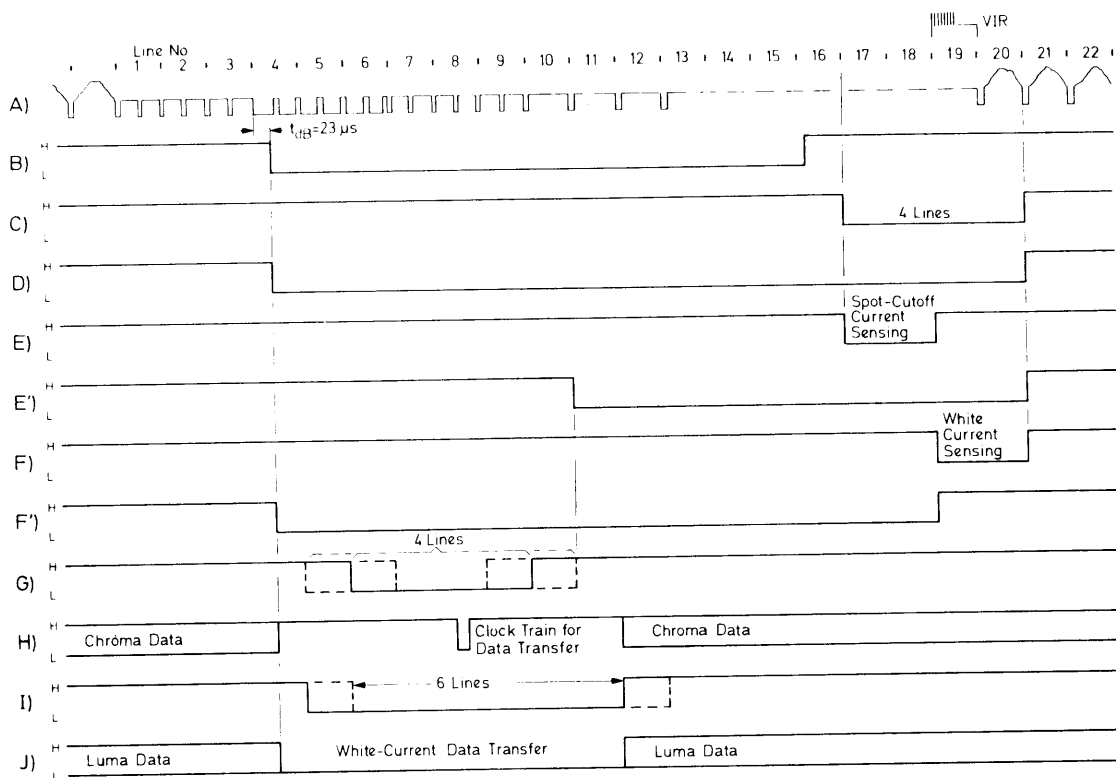 VIR
Line No
1 2 3 4 5 6 7 8 9 10 11 12 13 14 15 16 17 18 19 20 21 22
A)
tdB=23 µs
H
B)
L
H
C)
4 Lines
L
H
D)
L
Spot-Cutoff
H
Current
E)
Sensing
L
H
E')
L
White
H
Current
F)
Sensing
L
H
F')
L
4 Lines
H
G)
L
H
H)
Chroma Data
Clock Train for
Data Transfer
Chroma Data
L
H
6 Lines
I)
L
H
J)
Luma Data
White-Current Data Transfer
Luma Data
L